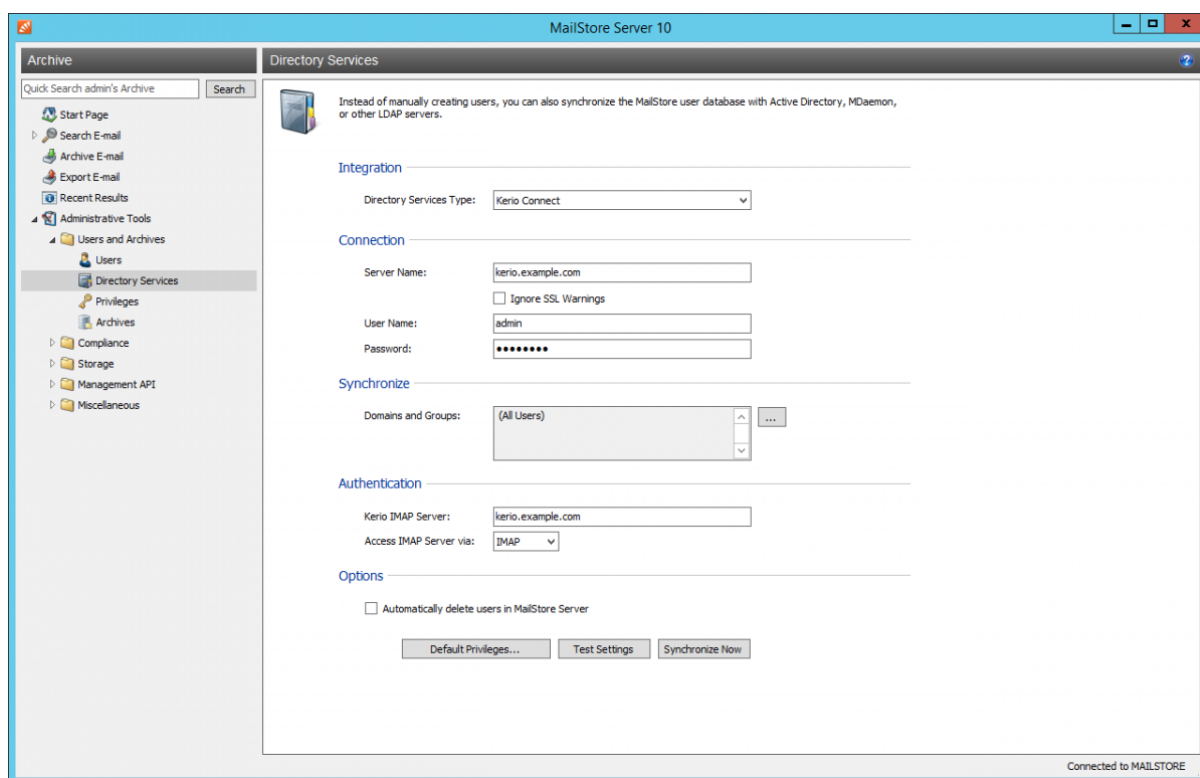 MailStore Server 10
Archive
Directory Services
Quick Search admin's Archive
Search
Start Page
Search E-mail
Archive E-mail
Export E-mail
Recent Results
Administrative Tools
Users and Archives
Users
Directory Services
Privileges
Archives
Compliance
Storage
Management API
Miscellaneous
Instead of manually creating users, you can also synchronize the MailStore user database with Active Directory, MDaemon,
or other LDAP servers.
Integration
Directory Services Type: Kerio Connect
Connection
Server Name: kerio.example.com
Ignore SSL Warnings
User Name: admin
Password: ●●●●●●●●
Synchronize
Domains and Groups: (All Users) ...
Authentication
Kerio IMAP Server: kerio.example.com
Access IMAP Server via: IMAP
Options
Automatically delete users in MailStore Server
Default Privileges... Test Settings Synchronize Now
Connected to MAILSTORE